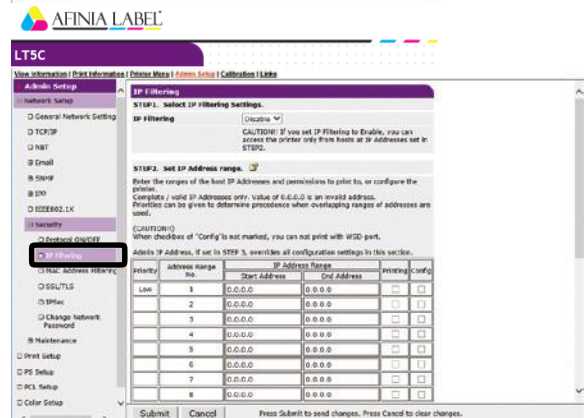 AFINIA LABEL
LT5C
View Information | Print Information | Printer Menu | Admin Setup | Calibration | Links
Admin Setup
Network Setup
General Network Setting
TCP/IP
NBT
Email
SNMP
IPP
IEEE802.1X
Security
Protocol ON/OFF
IP Filtering
MAC Address Filtering
SSL/TLS
IPSec
Change Network
Password
Maintenance
Print Setup
PS Setup
PCL Setup
Color Setup
IP Filtering
STEP1. Select IP Filtering Settings.
IP Filtering
Disable
CAUTION!! If you set IP Filtering to Enable, you can
access the printer only from hosts at IP Addresses set in
STEP2.
STEP2. Set IP Address range.
Enter the ranges of the host IP Addresses and permissions to print to, or configure the
printer.
Complete / valid IP Addresses only. Value of 0.0.0.0 is an invalid address.
Priorities can be given to determine precedence when overlapping ranges of addresses are
used.
(CAUTION!!)
When checkbox of "Config"is not marked, you can not print with WSD-port.
Admin IP Address, if set in STEP 3, overrides all configuration settings in this section.
Priority Address Range No. IP Address Range Printing Config
Start Address End Address
Low 1 0.0.0.0 0.0.0.0
2 0.0.0.0 0.0.0.0
3 0.0.0.0 0.0.0.0
4 0.0.0.0 0.0.0.0
5 0.0.0.0 0.0.0.0
6 0.0.0.0 0.0.0.0
7 0.0.0.0 0.0.0.0
8 0.0.0.0 0.0.0.0
Submit Cancel Press Submit to send changes. Press Cancel to clear changes.